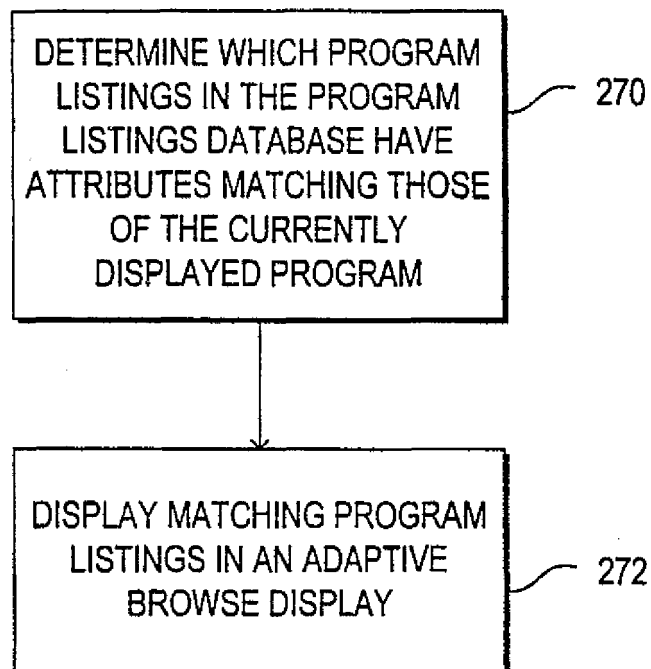 DETERMINE WHICH PROGRAM
LISTINGS IN THE PROGRAM
LISTINGS DATABASE HAVE
ATTRIBUTES MATCHING THOSE
OF THE CURRENTLY
DISPLAYED PROGRAM
270
DISPLAY MATCHING PROGRAM
LISTINGS IN AN ADAPTIVE
BROWSE DISPLAY
272